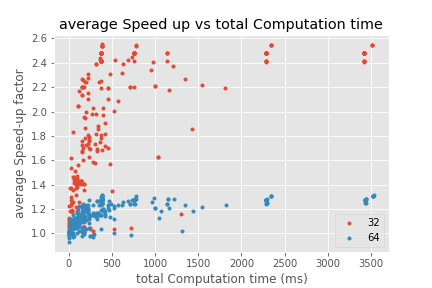 average Speed up vs total Computation time
average Speed-up factor
2.6
2.4
2.2
2.0
1.8
1.6
1.4
1.2
1.0
32
64
0 500 1000 1500 2000 2500 3000 3500
total Computation time (ms)